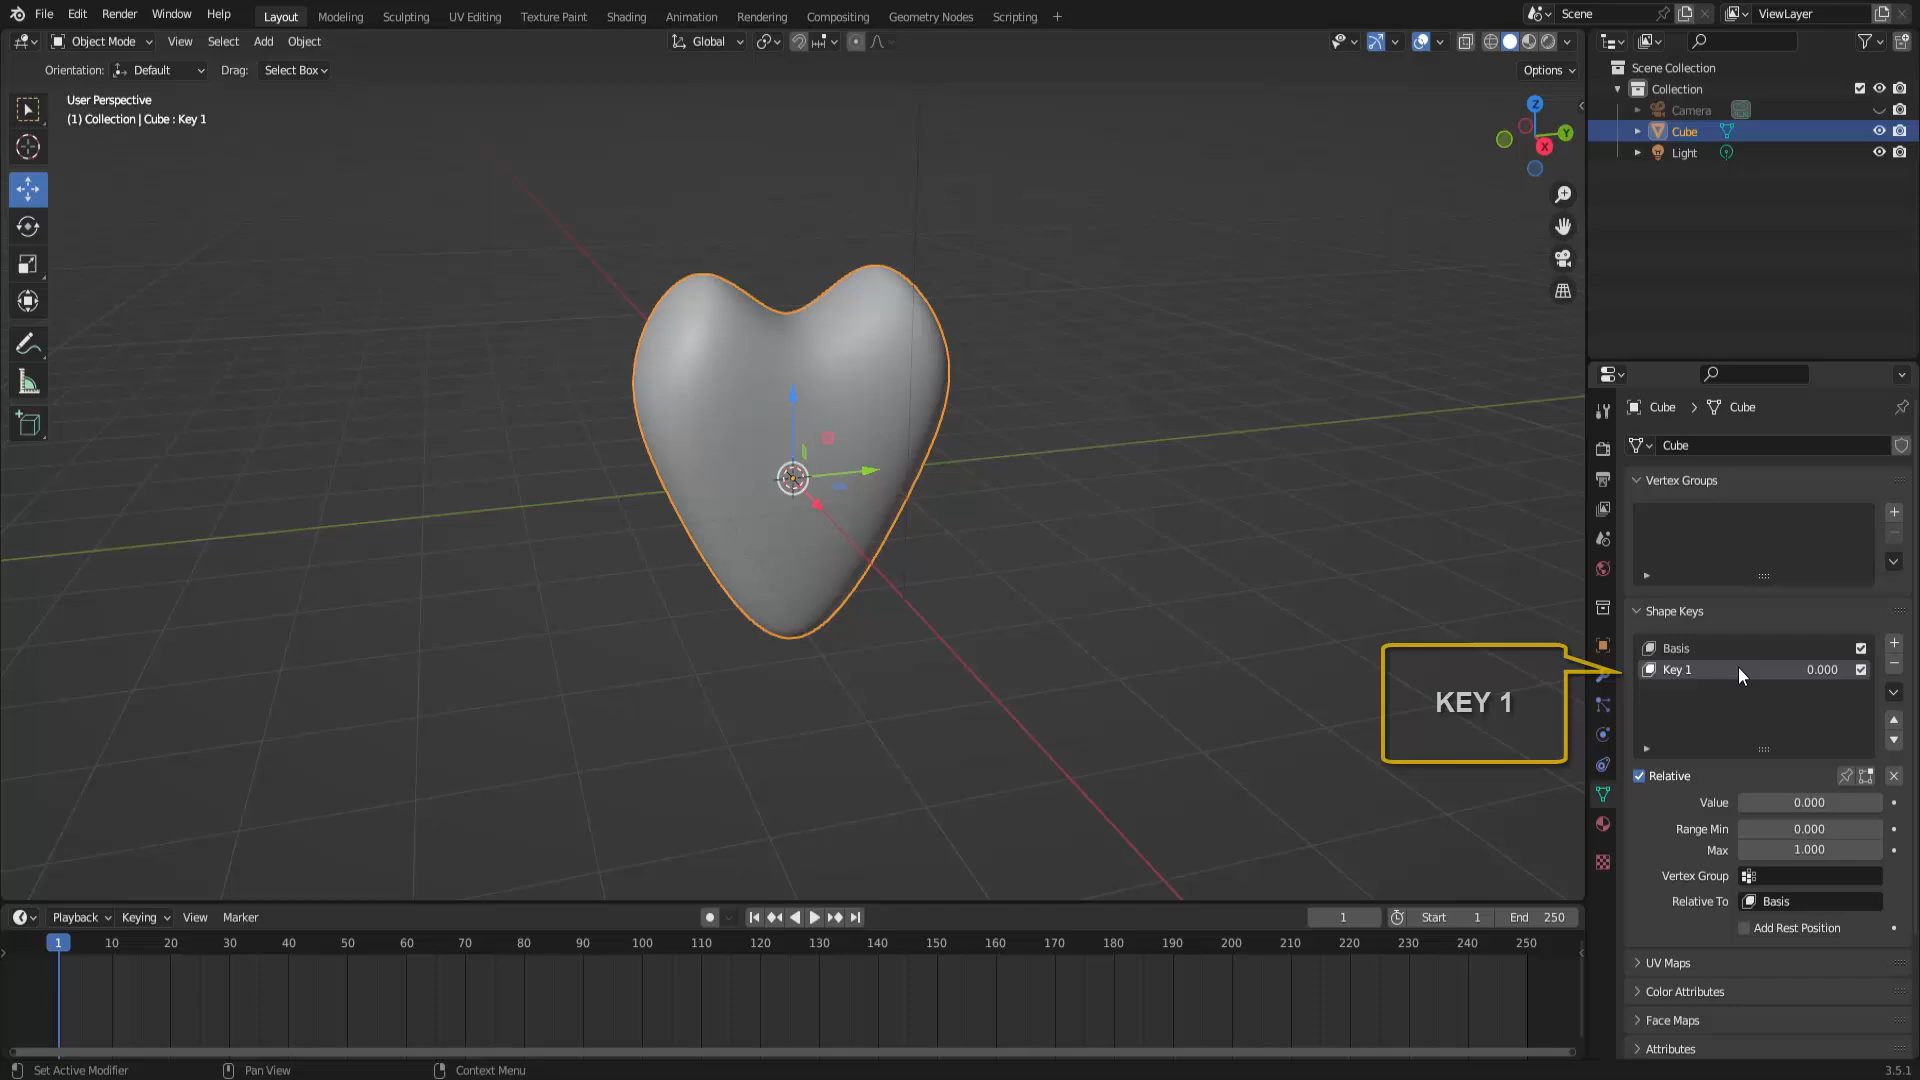 File Edit Render Window Help Layout Modeling Sculpting UV Editing Texture Paint Shading Animation Rendering Compositing Geometry Nodes Scripting + Scene ViewLayer
Object Mode View Select Add Object Global
Orientation: Default Drag: Select Box Options
User Perspective
(1) Collection | Cube : Key 1
Z
Y
X
Scene Collection
Collection
Camera
Cube
Light
Cube > Cube
Cube
Vertex Groups
Shape Keys
Basis
Key 1 0.000
KEY 1
Relative
Value 0.000
Range Min 0.000
Max 1.000
Vertex Group
Relative To Basis
Add Rest Position
UV Maps
Color Attributes
Face Maps
Attributes
Playback Keying View Marker 1 Start 1 End 250
1 10 20 30 40 50 60 70 80 90 100 110 120 130 140 150 160 170 180 190 200 210 220 230 240 250
Set Active Modifier Pan View Context Menu 3.5.1